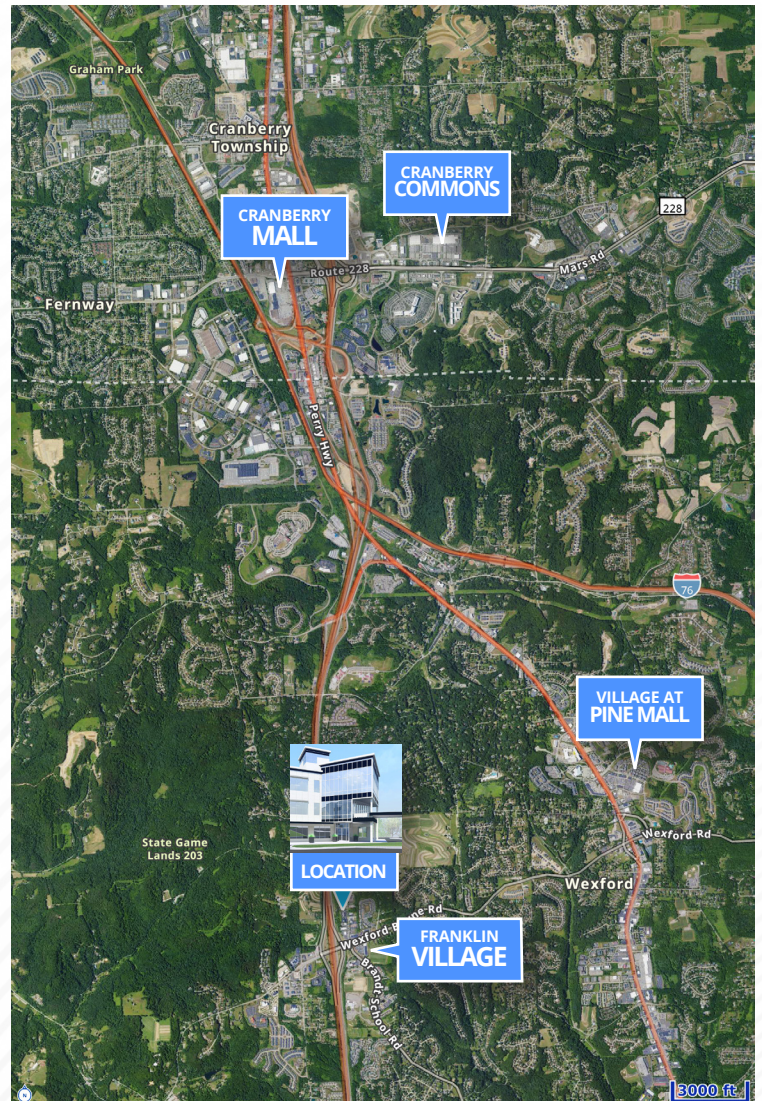 Graham Park
Cranberry
Township
CRANBERRY
COMMONS
CRANBERRY
MALL
228
Route 228
Mars Rd
Fernway
Perry Hwy
76
VILLAGE AT
PINE MALL
State Game
Lands 203
LOCATION
Wexford Rd
Wexford
Wexford Bayne Rd
FRANKLIN
VILLAGE
Brandt School Rd
N
3000 ft